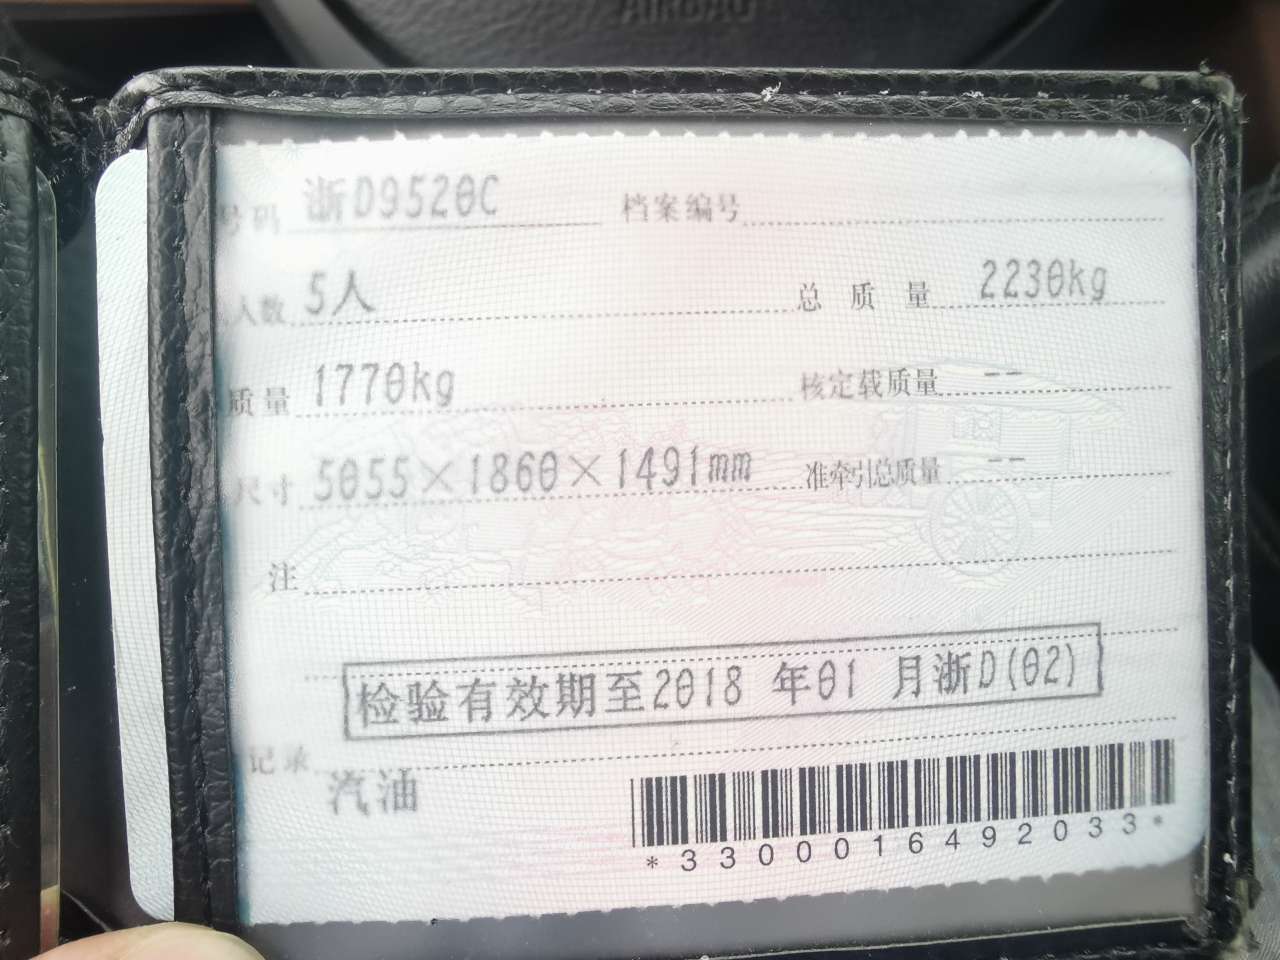 AIRBAG
号码 浙D9520C 档案编号
人数 5人 总质量 2230kg
质量 1770kg 核定载质量 --
尺寸 5055×1860×1491mm 准牵引总质量 --
注
检验有效期至2018年01月浙D(02)
记录
汽油
*3300016492033*